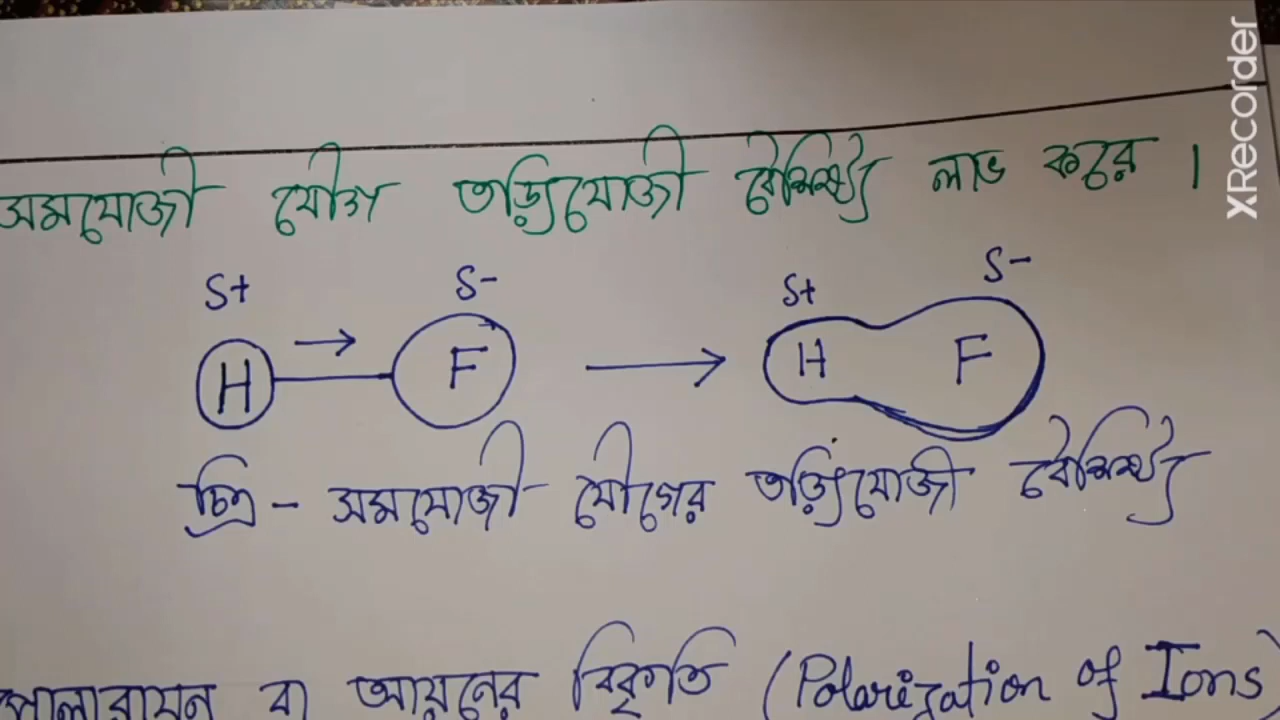 সমযোজী যৌগ তড়িৎযোজী বৈশিষ্ট্য লাভ করে ।
δ+ δ- δ+ δ-
H → F → H F
চিত্র - সমযোজী যৌগের তড়িৎযোজী বৈশিষ্ট্য
পোলারায়ন বা আয়নের বিকৃতি (Polarization of Ions)
XRecorder